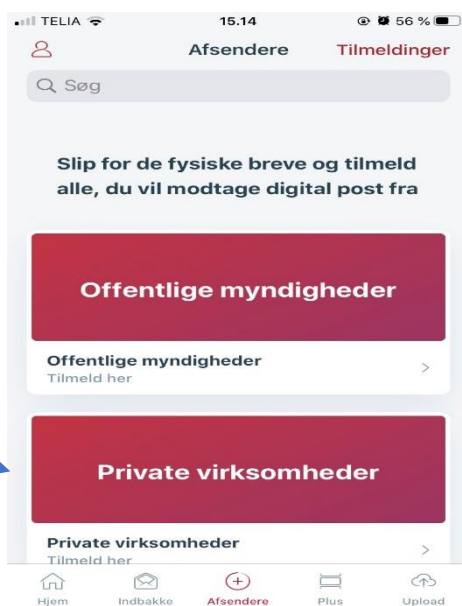 TELIA 15.14 56 %
Afsendere Tilmeldinger
Søg
Slip for de fysiske breve og tilmeld
alle, du vil modtage digital post fra
Offentlige myndigheder
Offentlige myndigheder
Tilmeld her
Private virksomheder
Private virksomheder
Tilmeld her
Hjem Indbakke Afsendere Plus Upload